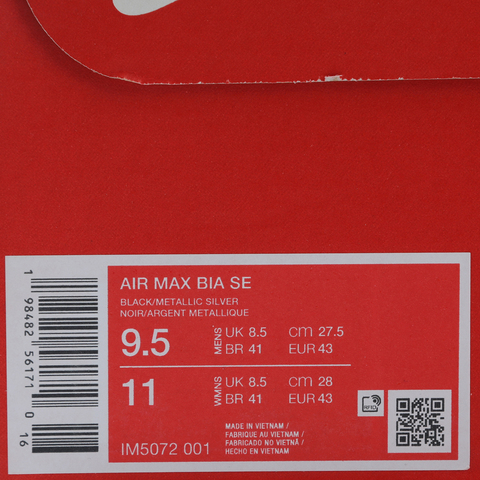 AIR MAX BIA SE
BLACK/METALLIC SILVER
NOIR/ARGENT METALLIQUE
9.5 MENS' UK 8.5 CM 27.5
BR 41 EUR 43
11 WMNS UK 8.5 CM 28
BR 41 EUR 43
RFID
MADE IN VIETNAM /
FABRIQUE AU VIETNAM /
FABRICADO NO VIETNÃ /
HECHO EN VIETNAM
IM5072 001
1 98482 56171 0 16